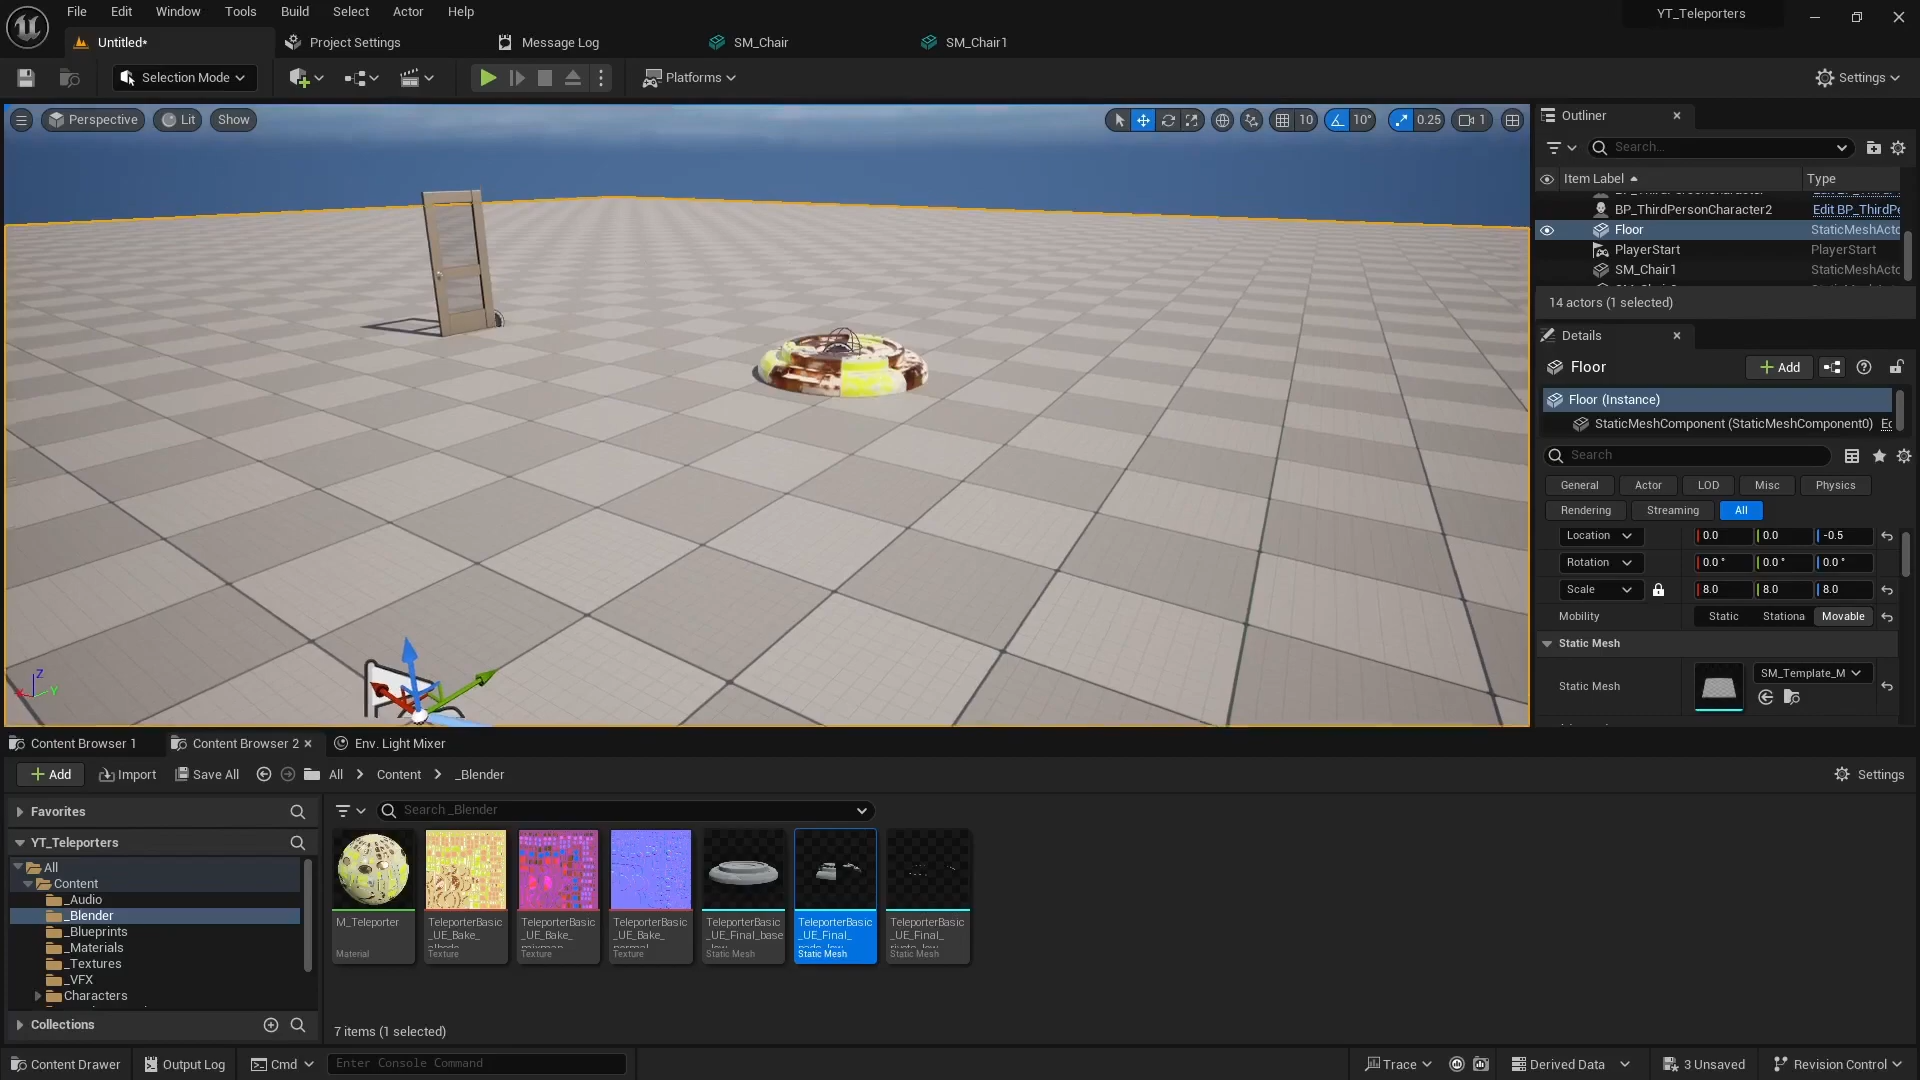 File Edit Window Tools Build Select Actor Help
YT_Teleporters
Untitled* Project Settings Message Log SM_Chair SM_Chair1
Selection Mode Platforms Settings
Perspective Lit Show 10 10° 0.25 1
Outliner
Search...
Item Label Type
BP_ThirdPersonCharacter2 Edit BP_ThirdPe
Floor StaticMeshActo
PlayerStart PlayerStart
SM_Chair1 StaticMeshActo
14 actors (1 selected)
Details
Floor Add
Floor (Instance)
StaticMeshComponent (StaticMeshComponent0) Ec
Search
General Actor LOD Misc Physics
Rendering Streaming All
Location 0.0 0.0 -0.5
Rotation 0.0 ° 0.0 ° 0.0 °
Scale 8.0 8.0 8.0
Mobility Static Stationa Movable
Static Mesh
Static Mesh SM_Template_M
Z
Y
Content Browser 1 Content Browser 2 Env. Light Mixer
Add Import Save All All Content _Blender Settings
Favorites
Search _Blender
YT_Teleporters
All
Content
_Audio
_Blender
_Blueprints
_Materials
_Textures
_VFX
Characters
Collections
M_Teleporter
Material
TeleporterBasic
_UE_Bake_
Texture
TeleporterBasic
_UE_Bake_
Texture
TeleporterBasic
_UE_Bake_
Texture
TeleporterBasic
_UE_Final_base
Static Mesh
TeleporterBasic
_UE_Final_
Static Mesh
TeleporterBasic
_UE_Final_
Static Mesh
7 items (1 selected)
Content Drawer Output Log Cmd Enter Console Command Trace Derived Data 3 Unsaved Revision Control